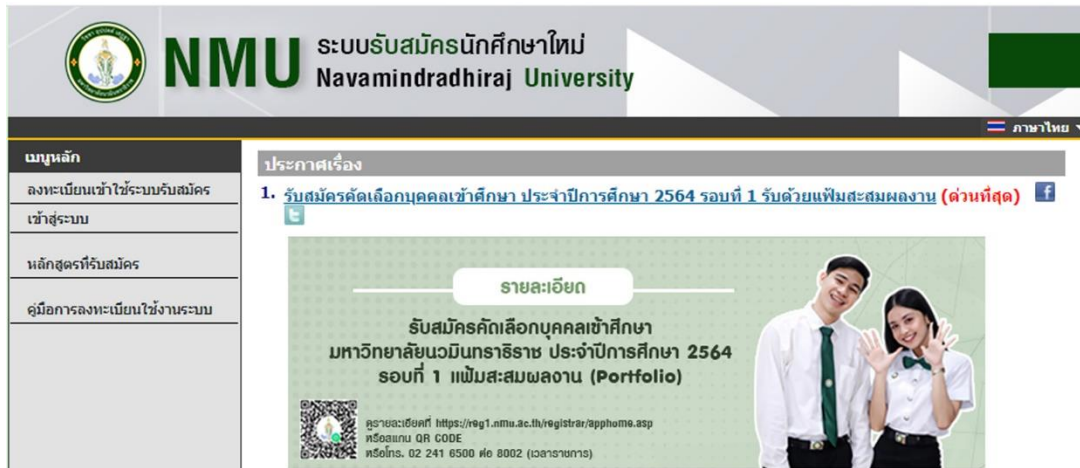 NMU ระบบรับสมัครนักศึกษาใหม่
Navamindradhiraj University
ภาษาไทย
เมนูหลัก
ลงทะเบียนเข้าใช้ระบบรับสมัคร
เข้าสู่ระบบ
หลักสูตรที่รับสมัคร
คู่มือการลงทะเบียนใช้งานระบบ
ประกาศเรื่อง
1. รับสมัครคัดเลือกบุคคลเข้าศึกษา ประจำปีการศึกษา 2564 รอบที่ 1 รับด้วยแฟ้มสะสมผลงาน (ด่วนที่สุด)
รายละเอียด
รับสมัครคัดเลือกบุคคลเข้าศึกษา
มหาวิทยาลัยนวมินทราธิราช ประจำปีการศึกษา 2564
รอบที่ 1 แฟ้มสะสมผลงาน (Portfolio)
ดูรายละเอียดที่ https://reg1.nmu.ac.th/registrar/apphome.asp
หรือสแกน QR CODE
หรือโทร. 02 241 6500 ต่อ 8002 (เวลาราชการ)